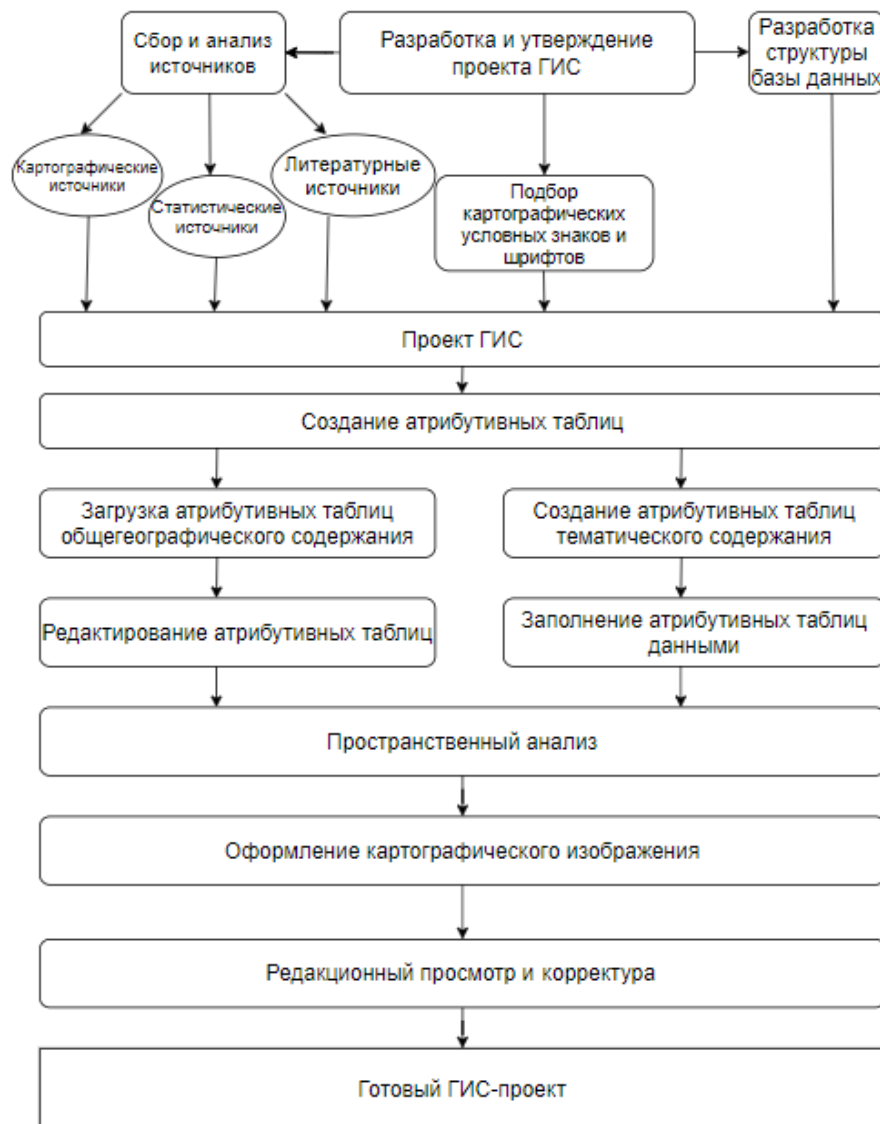 Сбор и анализ
источников
Разработка и утверждение
проекта ГИС
Разработка
структуры
базы данных
Картографические
источники
Статистические
источники
Литературные
источники
Подбор
картографических
условных знаков и
шрифтов
Проект ГИС
Создание атрибутивных таблиц
Загрузка атрибутивных таблиц
общегеографического содержания
Создание атрибутивных таблиц
тематического содержания
Редактирование атрибутивных таблиц
Заполнение атрибутивных таблиц
данными
Пространственный анализ
Оформление картографического изображения
Редакционный просмотр и корректура
Готовый ГИС-проект